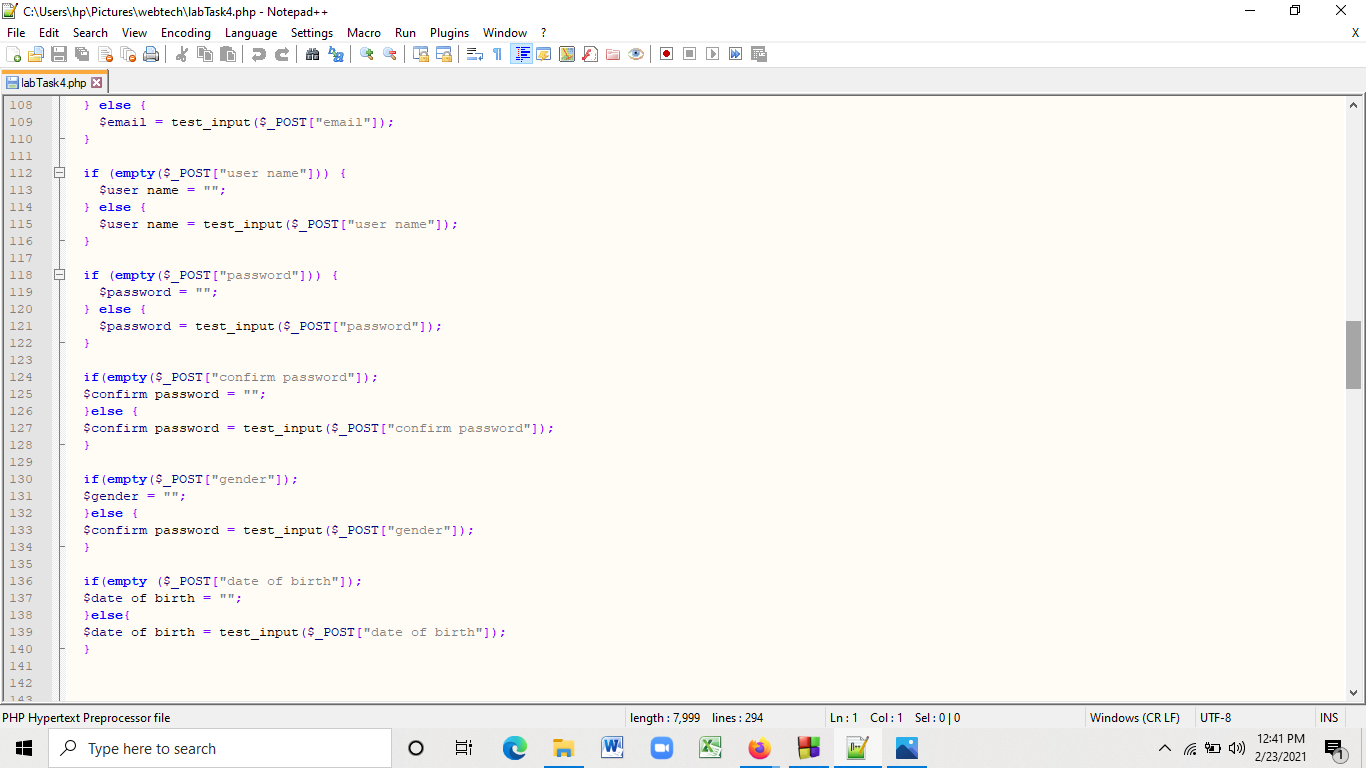 C:\Users\hp\Pictures\webtech\labTask4.php - Notepad++
File Edit Search View Encoding Language Settings Macro Run Plugins Window ? X
labTask4.php
108 } else {
109 $email = test_input($_POST["email"]);
110 }
111
112 if (empty($_POST["user name"])) {
113 $user name = "";
114 } else {
115 $user name = test_input($_POST["user name"]);
116 }
117
118 if (empty($_POST["password"])) {
119 $password = "";
120 } else {
121 $password = test_input($_POST["password"]);
122 }
123
124 if(empty($_POST["confirm password"]);
125 $confirm password = "";
126 }else {
127 $confirm password = test_input($_POST["confirm password"]);
128 }
129
130 if(empty($_POST["gender"]);
131 $gender = "";
132 }else {
133 $confirm password = test_input($_POST["gender"]);
134 }
135
136 if(empty ($_POST["date of birth"]);
137 $date of birth = "";
138 }else{
139 $date of birth = test_input($_POST["date of birth"]);
140 }
141
142
143
PHP Hypertext Preprocessor file length : 7,999 lines : 294 Ln : 1 Col : 1 Sel : 0 | 0 Windows (CR LF) UTF-8 INS
Type here to search
12:41 PM
2/23/2021
1